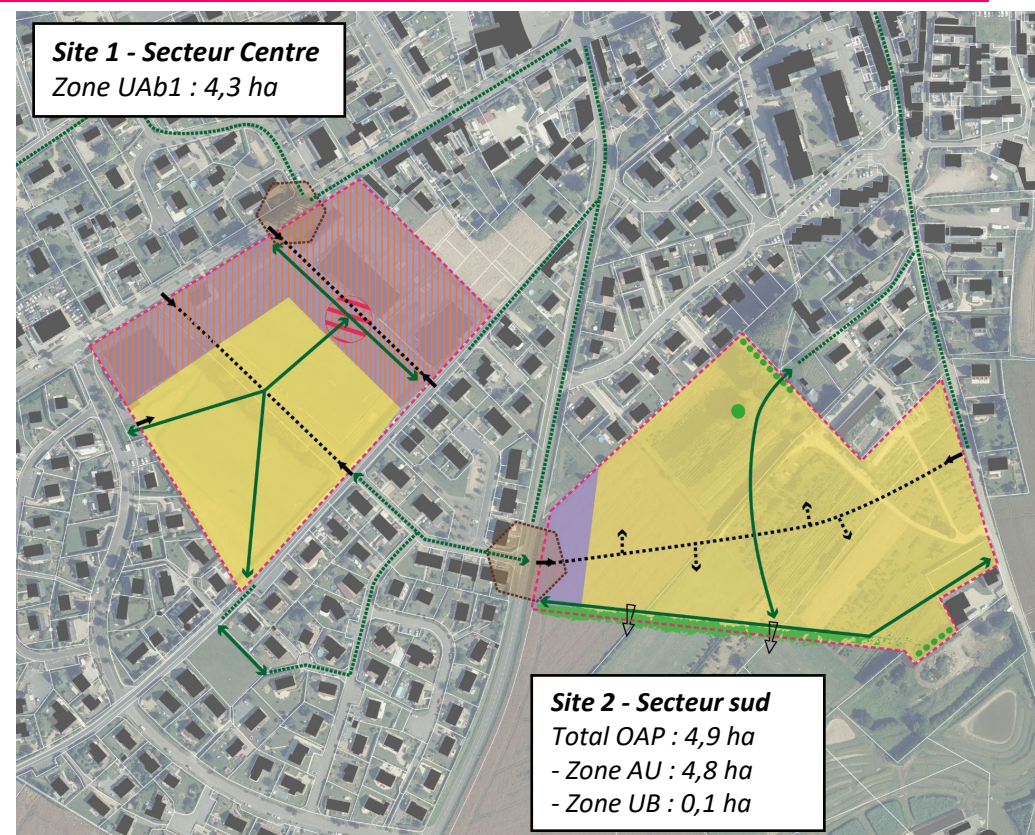 Site 1 - Secteur Centre
Zone UAb1 : 4,3 ha
Site 2 - Secteur sud
Total OAP : 4,9 ha
- Zone AU : 4,8 ha
- Zone UB : 0,1 ha